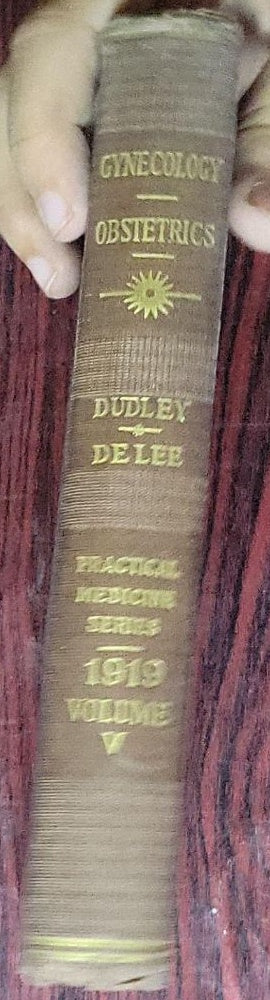 GYNECOLOGY
OBSTETRICS
DUDLEY
DE LEE
PRACTICAL
MEDICINE
SERIES
1919
VOLUME
V